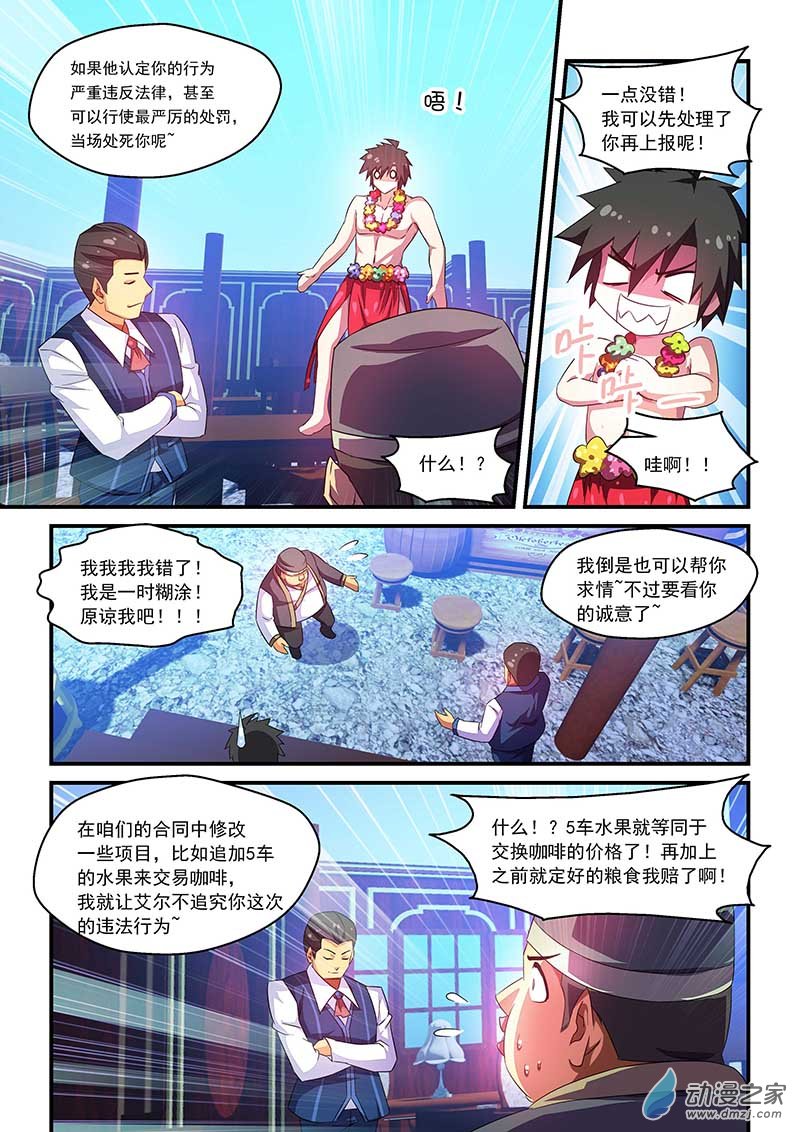 如果他认定你的行为
严重违反法律，甚至
可以行使最严厉的处罚，
当场处死你呢~
唔！
什么！？
一点没错！
我可以先处理了
你再上报呢！
咔
咔
哇啊！！
我我我我错了！
我是一时糊涂！
原谅我吧！！！
我倒是也可以帮你
求情~不过要看你
的诚意了~
在咱们的合同中修改
一些项目，比如追加5车
的水果来交易咖啡，
我就让艾尔不追究你这次
的违法行为~
什么！？5车水果就等同于
交换咖啡的价格了！再加上
之前就定好的粮食我赔了啊！
动漫之家
www.dmzj.com